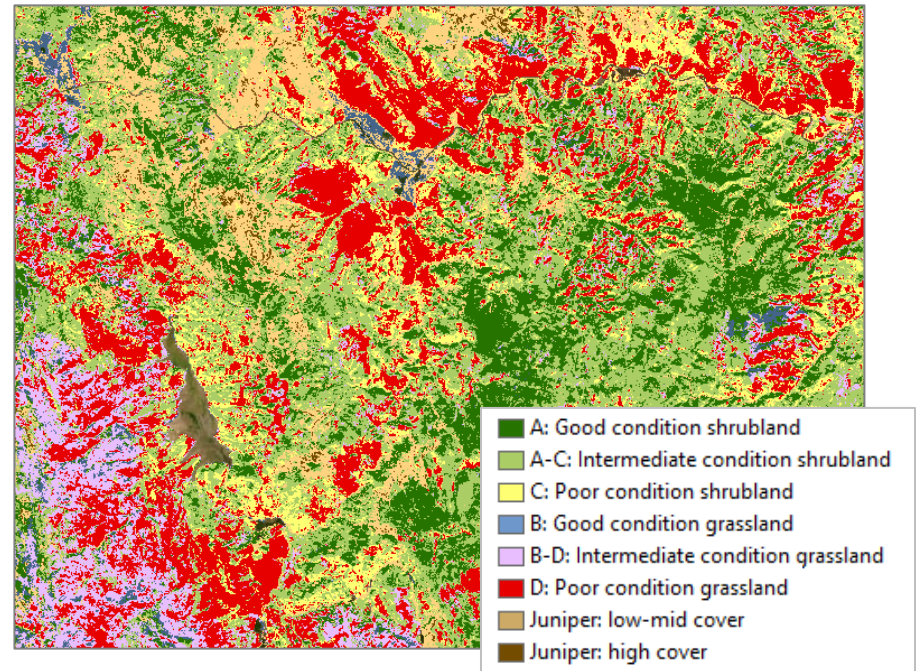 A: Good condition shrubland
A-C: Intermediate condition shrubland
C: Poor condition shrubland
B: Good condition grassland
B-D: Intermediate condition grassland
D: Poor condition grassland
Juniper: low-mid cover
Juniper: high cover